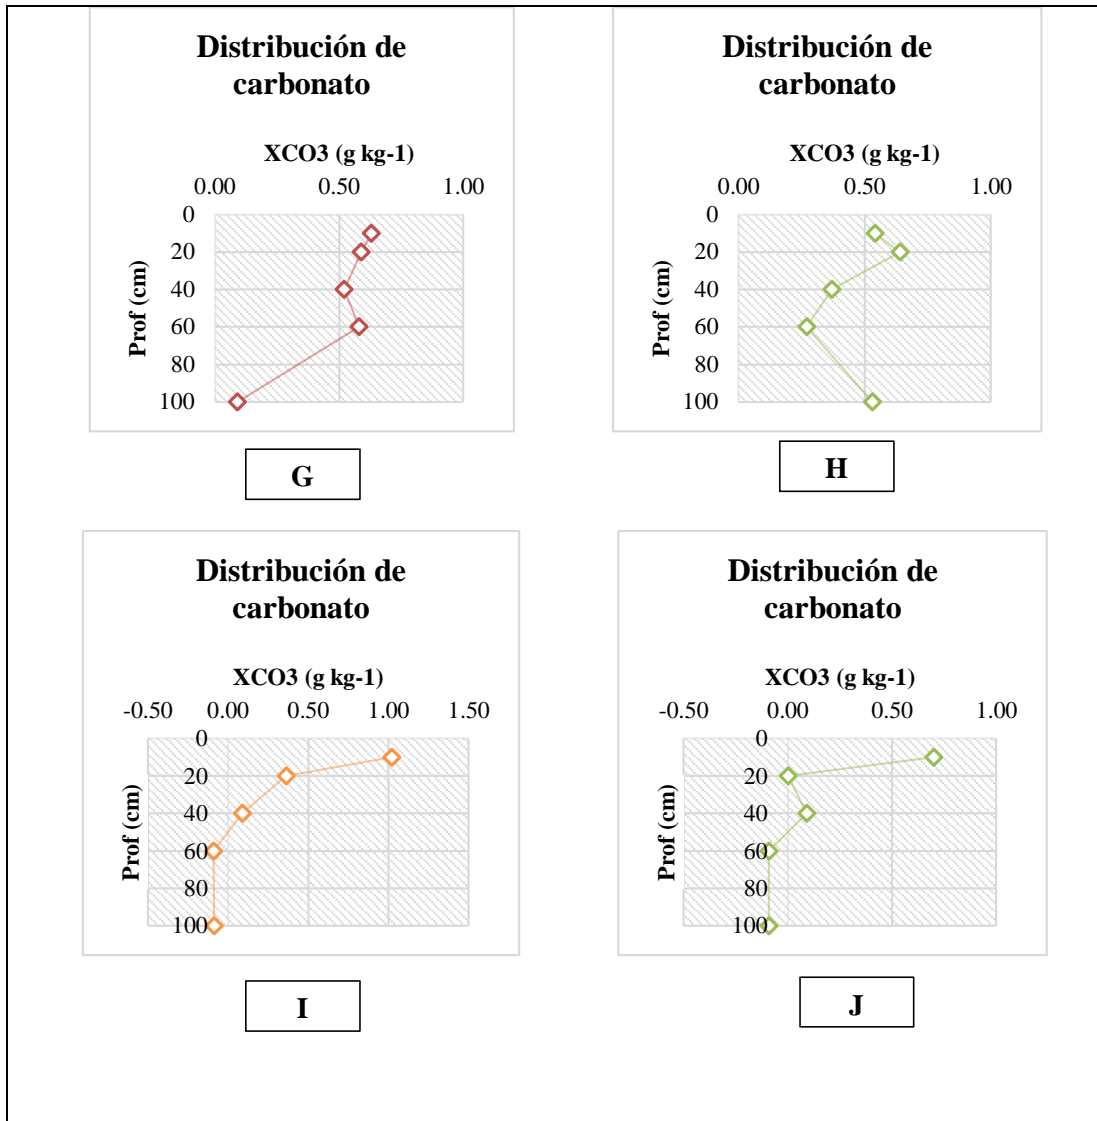 Distribución de
carbonato
XCO3 (g kg-1)
0.00 0.50 1.00
0
20
40
60
80
100
Prof (cm)
G
Distribución de
carbonato
XCO3 (g kg-1)
0.00 0.50 1.00
0
20
40
60
80
100
Prof (cm)
H
Distribución de
carbonato
XCO3 (g kg-1)
-0.50 0.00 0.50 1.00 1.50
0
20
40
60
80
100
Prof (cm)
I
Distribución de
carbonato
XCO3 (g kg-1)
-0.50 0.00 0.50 1.00
0
20
40
60
80
100
Prof (cm)
J